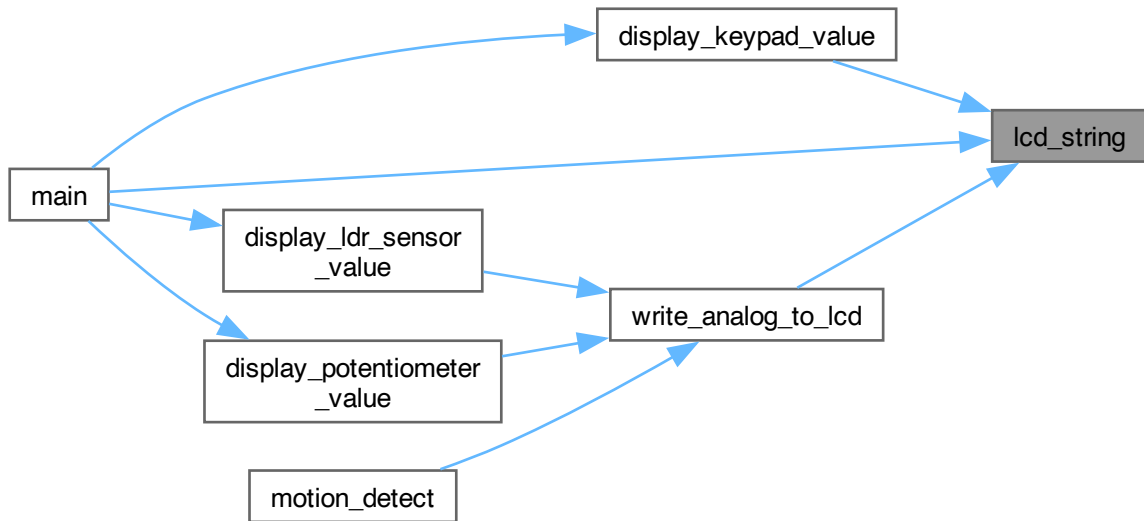 display_keypad_value
lcd_string
main
display_ldr_sensor
_value
write_analog_to_lcd
display_potentiometer
_value
motion_detect